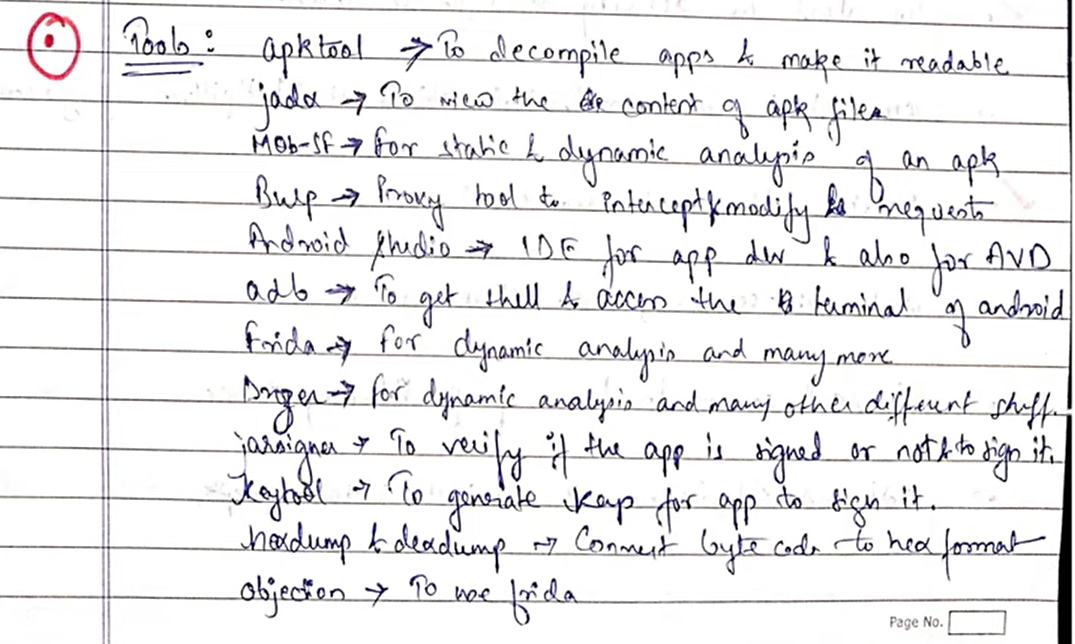 Tools : apktool → To decompile apps & make it readable
jadx → To view the content of apk files
Mob-SF → for static & dynamic analysis of an apk
Burp → Proxy tool to intercept & modify requests
Android studio → IDE for app dev & also for AVD
adb → To get shell & access the terminal of android
frida → for dynamic analysis and many more
→ for dynamic analysis and many other different stuff.
jarsigner → To verify if the app is signed or not & to sign it.
Keytool → To generate key for app to sign it.
hexdump & dexdump → Convert byte code to hex format
objection → To use frida
Page No.